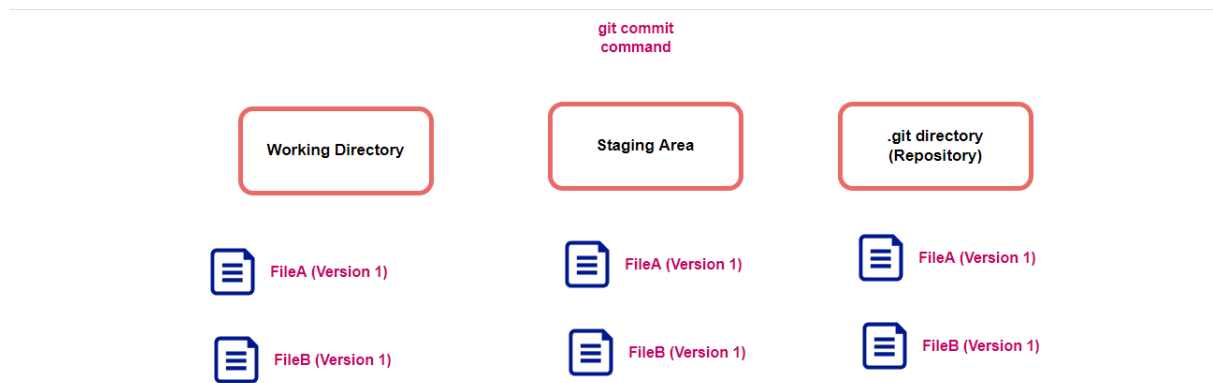 git commit
command
Working Directory
Staging Area
.git directory
(Repository)
FileA (Version 1)
FileA (Version 1)
FileA (Version 1)
FileB (Version 1)
FileB (Version 1)
FileB (Version 1)